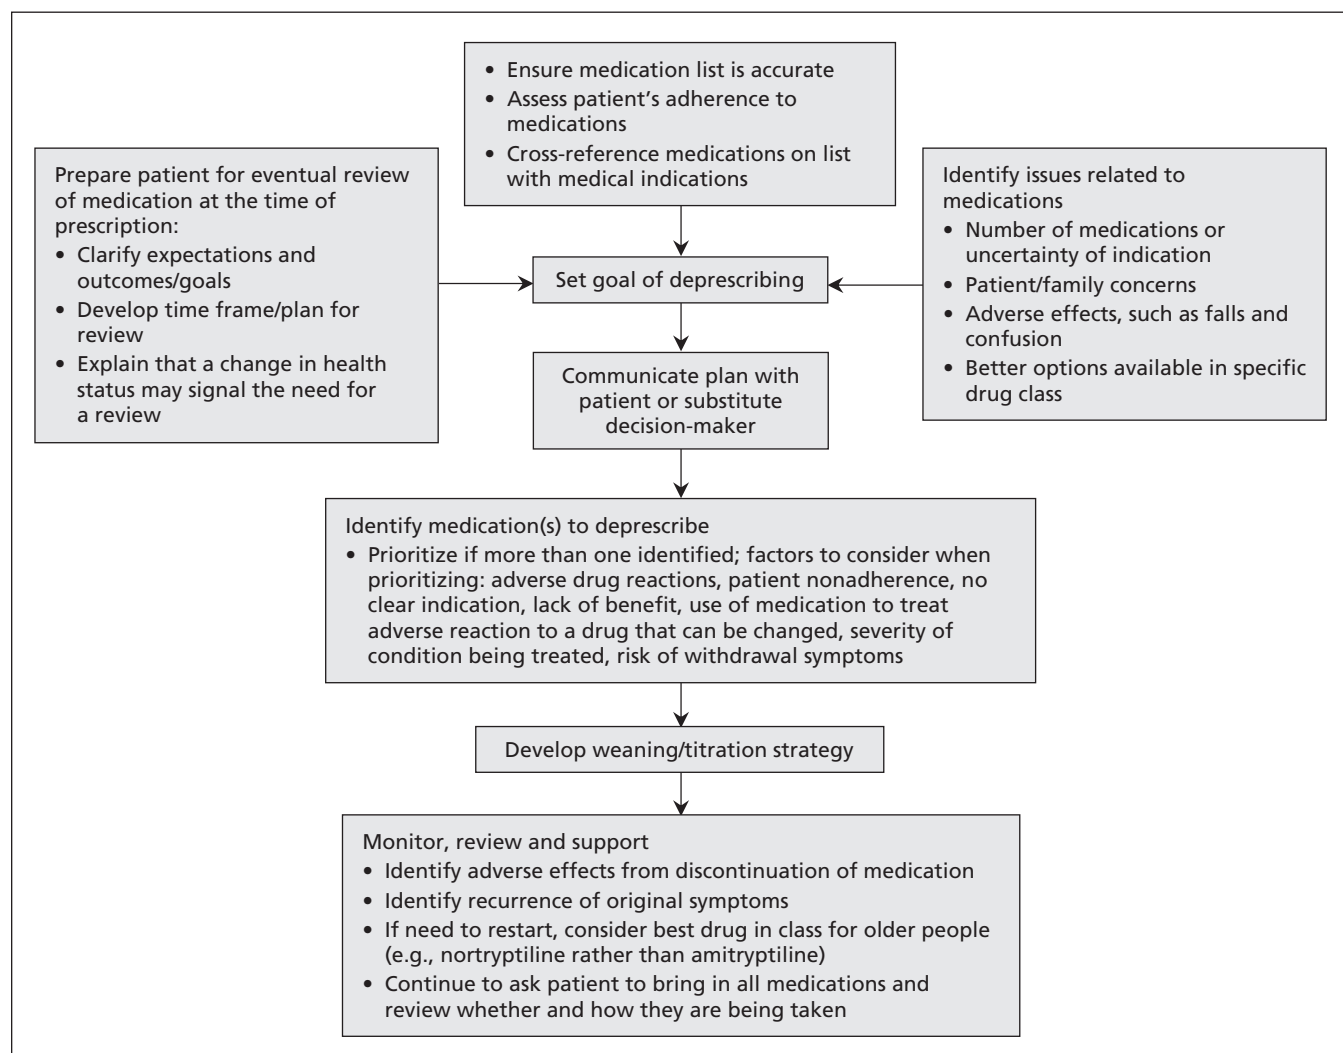 • Ensure medication list is accurate
• Assess patient's adherence to
medications
• Cross-reference medications on list
with medical indications
Prepare patient for eventual review
of medication at the time of
prescription:
• Clarify expectations and
outcomes/goals
• Develop time frame/plan for
review
• Explain that a change in health
status may signal the need for
a review
Identify issues related to
medications
• Number of medications or
uncertainty of indication
• Patient/family concerns
• Adverse effects, such as falls and
confusion
• Better options available in specific
drug class
Set goal of deprescribing
Communicate plan with
patient or substitute
decision-maker
Identify medication(s) to deprescribe
• Prioritize if more than one identified; factors to consider when
prioritizing: adverse drug reactions, patient nonadherence, no
clear indication, lack of benefit, use of medication to treat
adverse reaction to a drug that can be changed, severity of
condition being treated, risk of withdrawal symptoms
Develop weaning/titration strategy
Monitor, review and support
• Identify adverse effects from discontinuation of medication
• Identify recurrence of original symptoms
• If need to restart, consider best drug in class for older people
(e.g., nortryptiline rather than amitryptiline)
• Continue to ask patient to bring in all medications and
review whether and how they are being taken